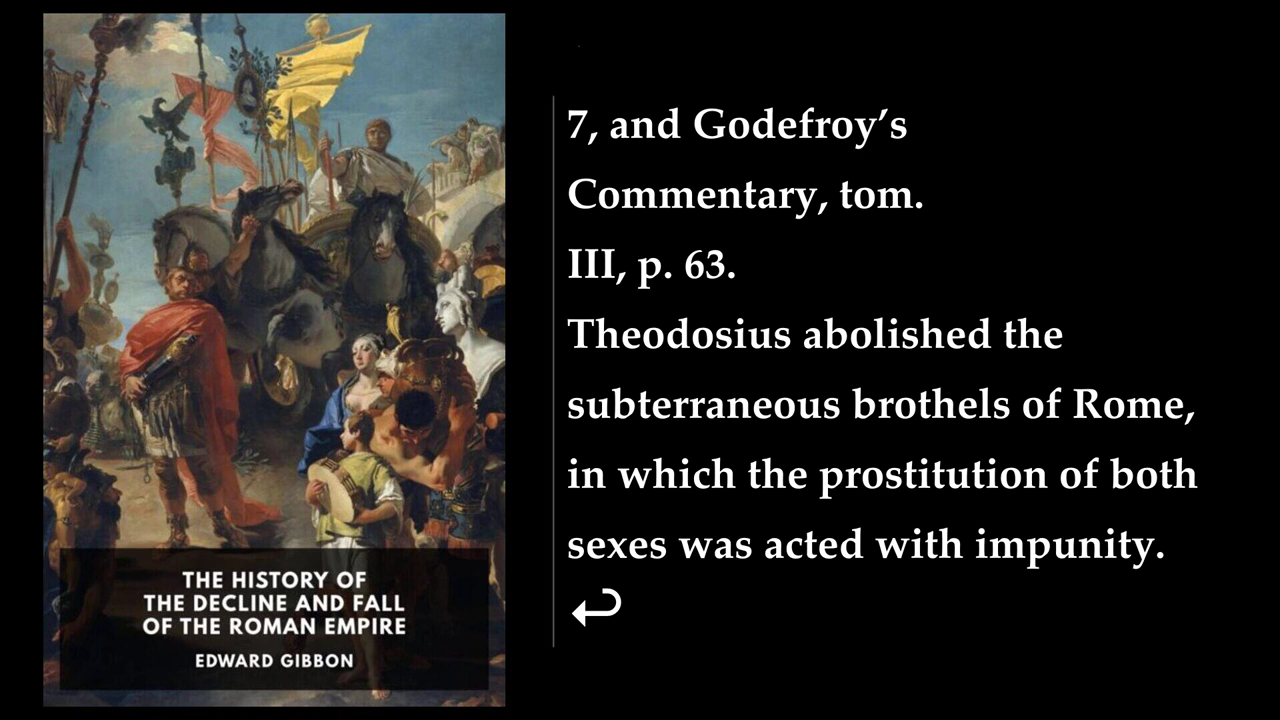 THE HISTORY OF
THE DECLINE AND FALL
OF THE ROMAN EMPIRE
EDWARD GIBBON
7, and Godefroy’s
Commentary, tom.
III, p. 63.
Theodosius abolished the
subterraneous brothels of Rome,
in which the prostitution of both
sexes was acted with impunity.
↩